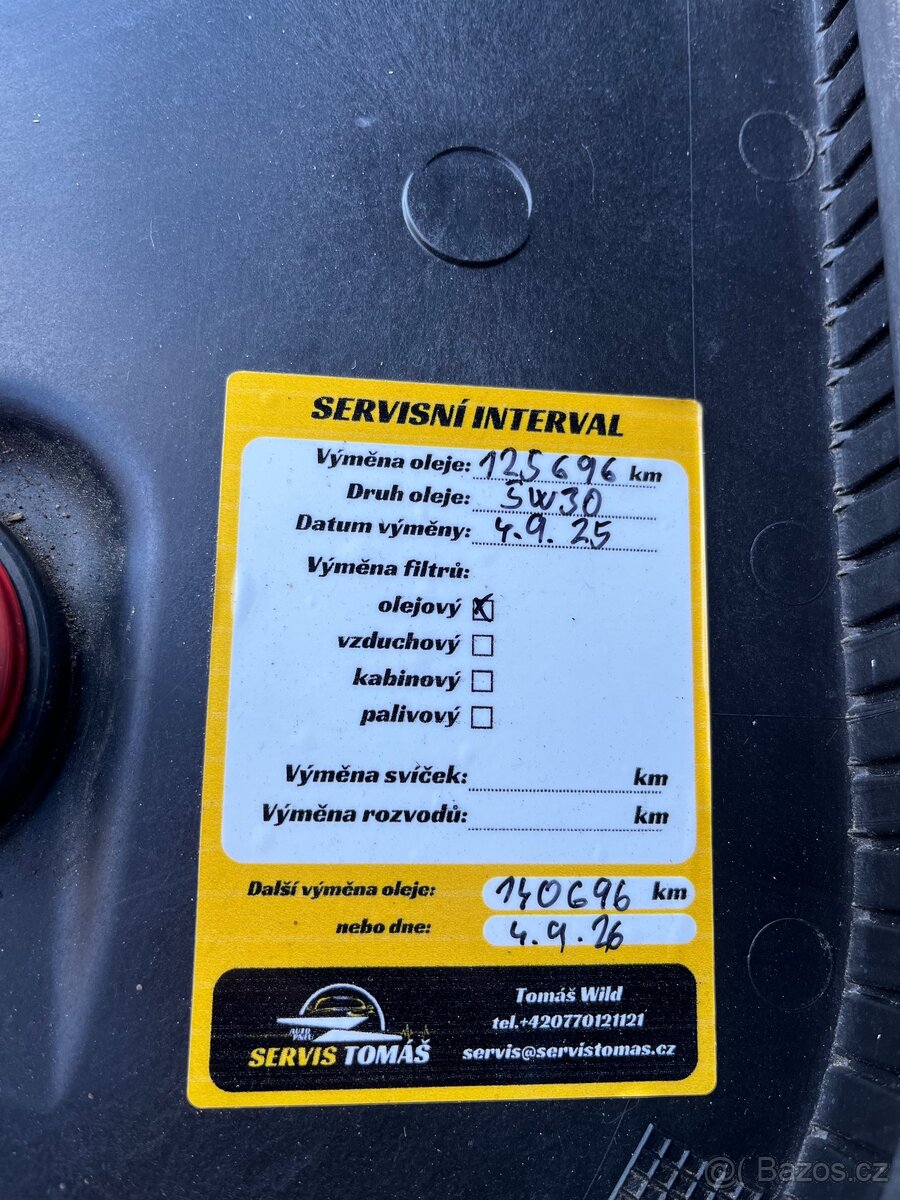 SERVISNÍ INTERVAL
Výměna oleje: 125696 km
Druh oleje: 5W30
Datum výměny: 4.9.25
Výměna filtrů:
olejový
vzduchový
kabinový
palivový
Výměna svíček: km
Výměna rozvodů: km
Další výměna oleje: 140696 km
nebo dne: 4.9.26
AUTO
PNEU
SERVIS TOMÁŠ
Tomáš Wild
tel.+420770121121
servis@servistomas.cz
Bazos.cz